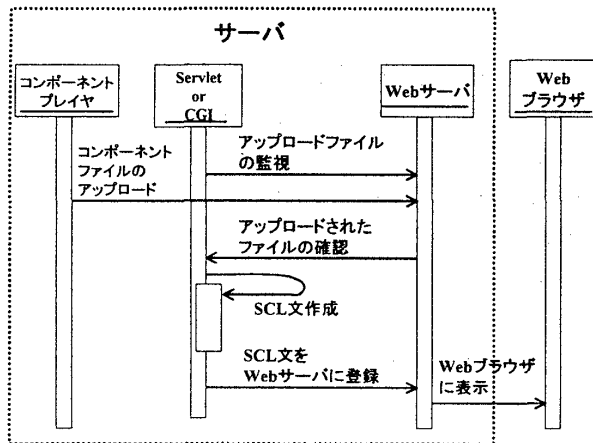 サーバ
コンポーネント
プレイヤ
Servlet
or
CGI
Webサーバ
Web
ブラウザ
コンポーネント
ファイルの
アップロード
アップロードファイル
の監視
アップロードされた
ファイルの確認
SCL文作成
SCL文を
Webサーバに登録
Webブラウザ
に表示